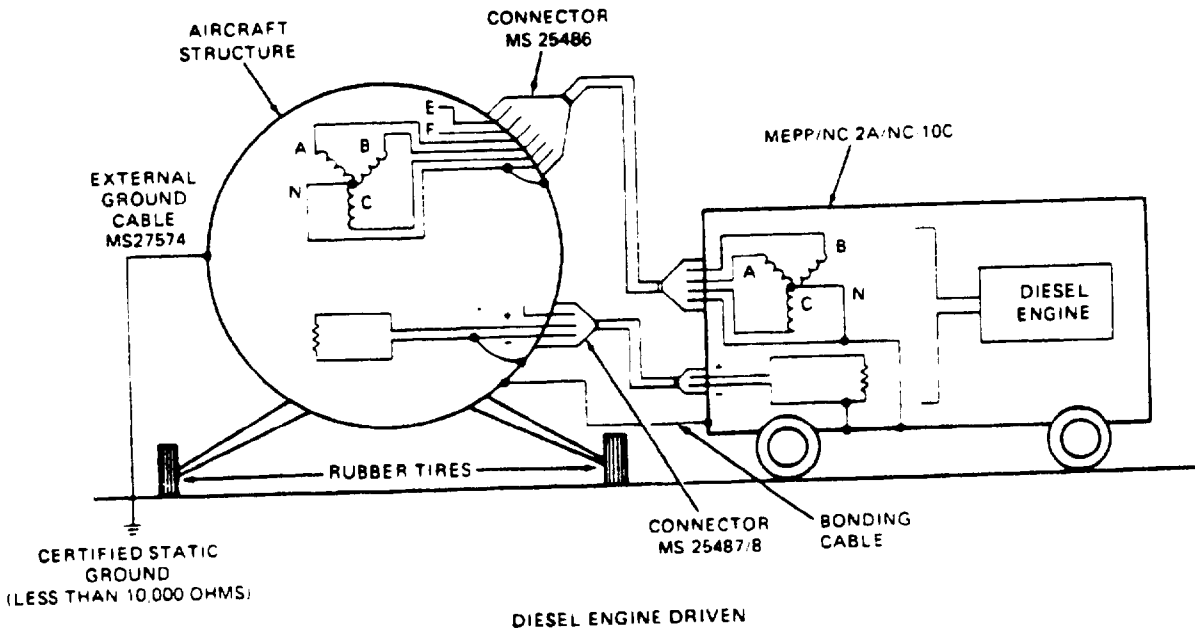 CONNECTOR
MS 25486
AIRCRAFT
STRUCTURE
E
F
A
B
N
C
MEPP/NC 2A/NC-10C
EXTERNAL
GROUND
CABLE
MS27574
B
A
N
C
DIESEL
ENGINE
- +
-
+
-
RUBBER TIRES
CONNECTOR
MS 25487/8
BONDING
CABLE
CERTIFIED STATIC
GROUND
(LESS THAN 10,000 OHMS)
DIESEL ENGINE DRIVEN